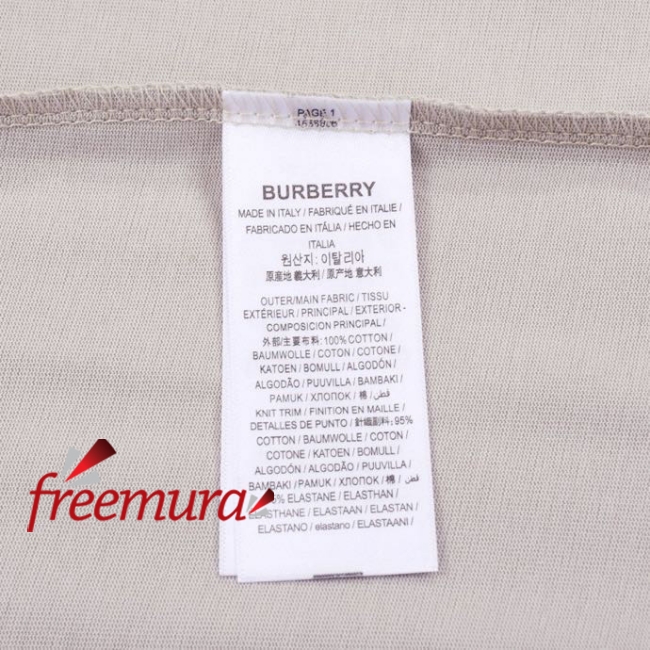 PAGE 1
BURBERRY
MADE IN ITALY / FABRIQUÉ EN ITALIE /
FABRICADO EN ITÁLIA / HECHO EN
ITALIA
원산지: 이탈리아
原産地 義大利 / 原产地 意大利
OUTER/MAIN FABRIC / TISSU
EXTÉRIEUR / PRINCIPAL / EXTERIOR -
COMPOSICION PRINCIPAL /
外部/主要布料: 100% COTTON /
BAUMWOLLE / COTON / COTONE /
KATOEN / BOMULL / ALGODÓN /
ALGODÃO / PUUVILLA / BAMBAKI /
PAMUK / ХЛОПОК / 棉 / قطن /
KNIT TRIM / FINITION EN MAILLE /
DETALLES DE PUNTO / 針織副料: 95%
COTTON / BAUMWOLLE / COTON /
COTONE / KATOEN / BOMULL /
ALGODÓN / ALGODÃO / PUUVILLA /
BAMBAKI / PAMUK / ХЛОПОК / 棉 / قطن /
% ELASTANE / ELASTHAN /
ELASTHANE / ELASTAAN / ELASTAN /
ELASTANO / elastano / ELASTAANI /
freemura